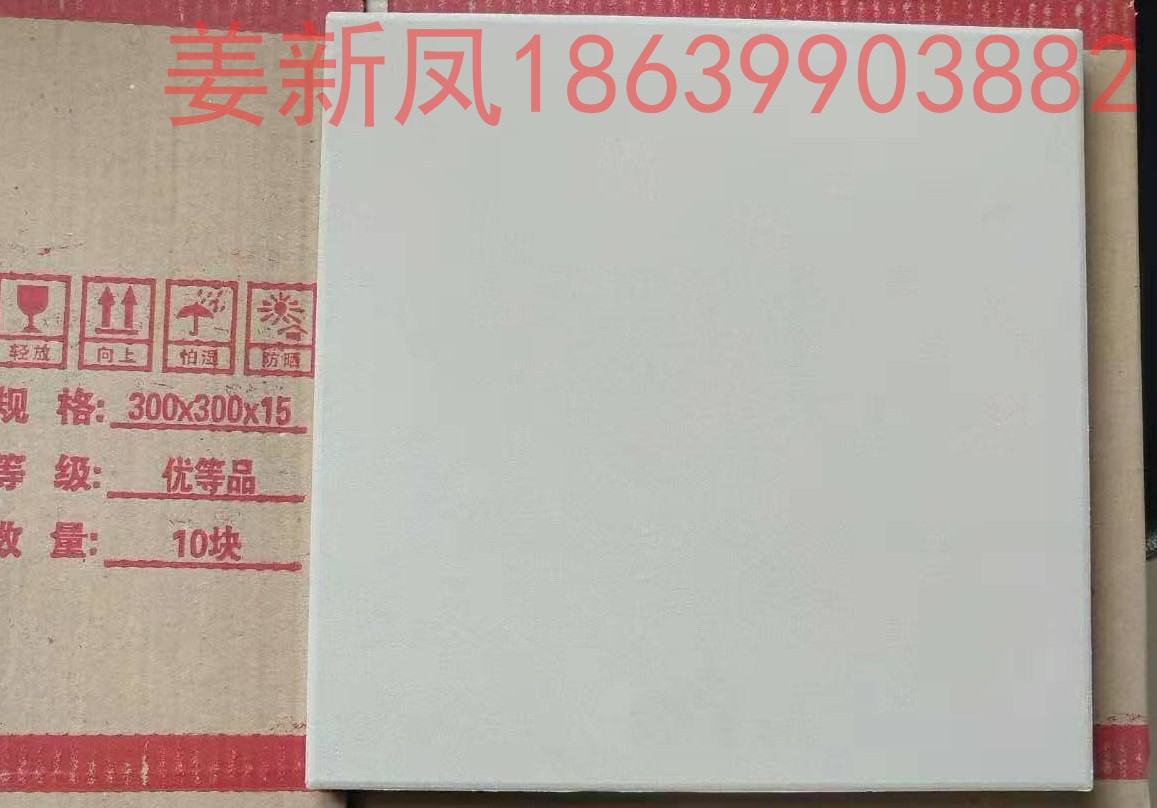 姜新凤18639903882
轻放 向上 怕湿 防晒
规 格: 300x300x15
等 级: 优等品
数 量: 10块